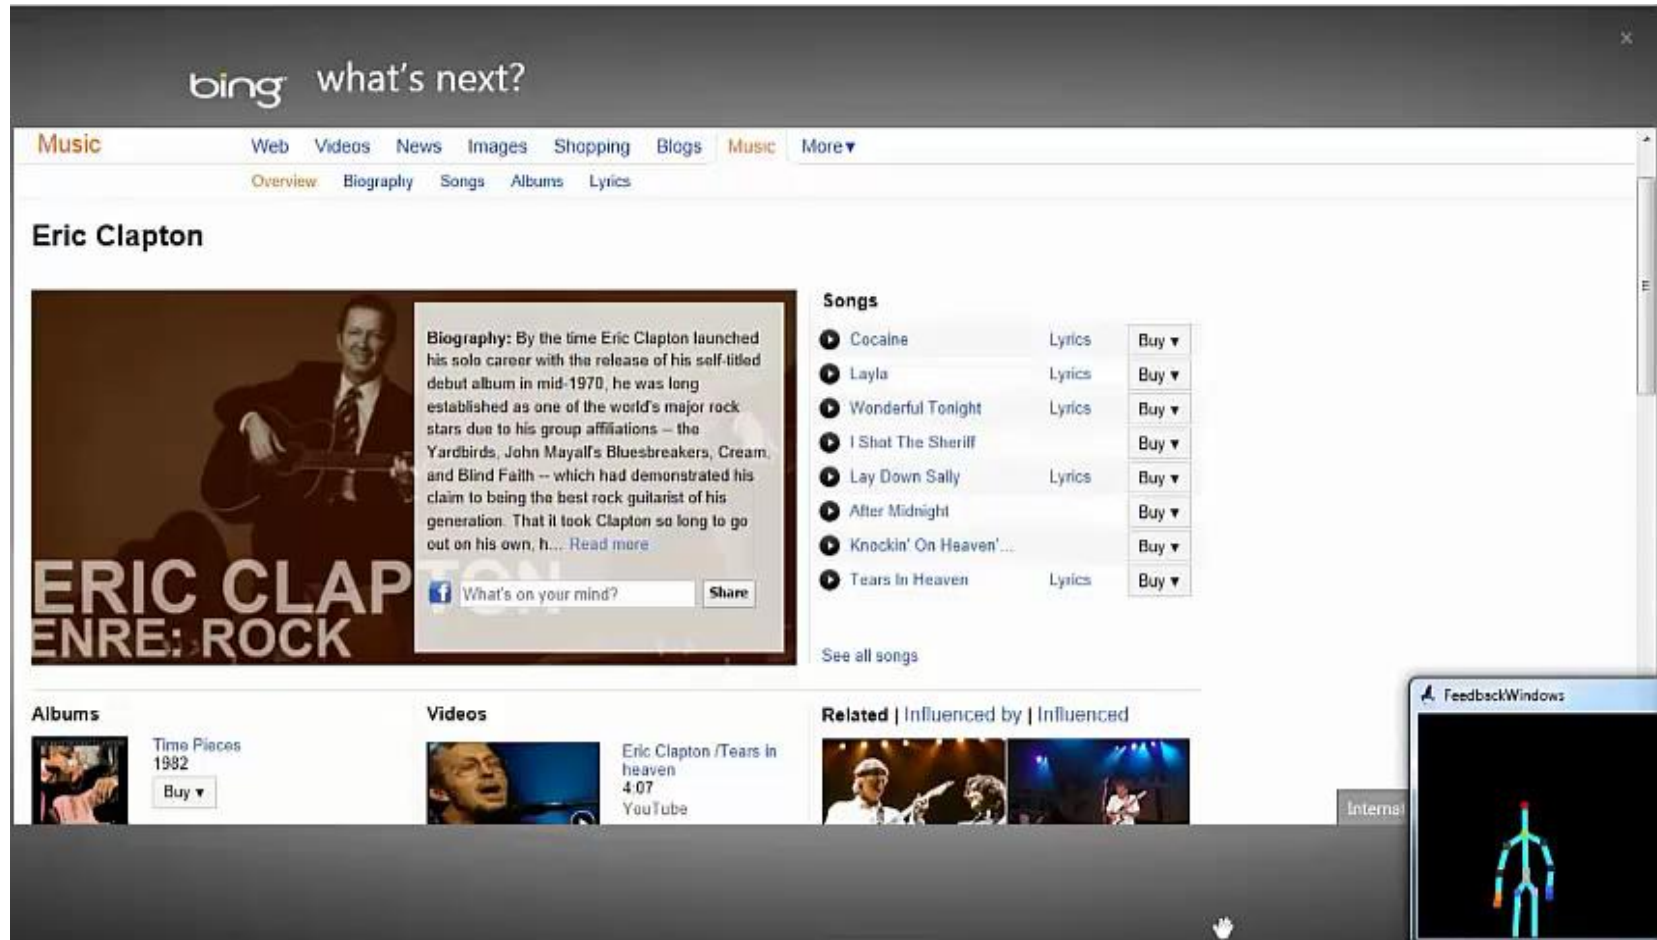 ×
bing what's next?
Music
Web Videos News Images Shopping Blogs Music More ▾
Overview Biography Songs Albums Lyrics
Eric Clapton
ERIC CLAPTON
ENRE: ROCK
Biography: By the time Eric Clapton launched
his solo career with the release of his self-titled
debut album in mid-1970, he was long
established as one of the world's major rock
stars due to his group affiliations -- the
Yardbirds, John Mayall's Bluesbreakers, Cream,
and Blind Faith -- which had demonstrated his
claim to being the best rock guitarist of his
generation. That it took Clapton so long to go
out on his own, h... Read more
f What's on your mind? Share
Songs
Cocaine Lyrics Buy ▾
Layla Lyrics Buy ▾
Wonderful Tonight Lyrics Buy ▾
I Shot The Sheriff Buy ▾
Lay Down Sally Lyrics Buy ▾
After Midnight Buy ▾
Knockin' On Heaven'... Buy ▾
Tears In Heaven Lyrics Buy ▾
See all songs
Albums
Time Pieces
1982
Buy ▾
Videos
Eric Clapton /Tears in
heaven
4:07
YouTube
Related | Influenced by | Influenced
Interna
FeedbackWindows